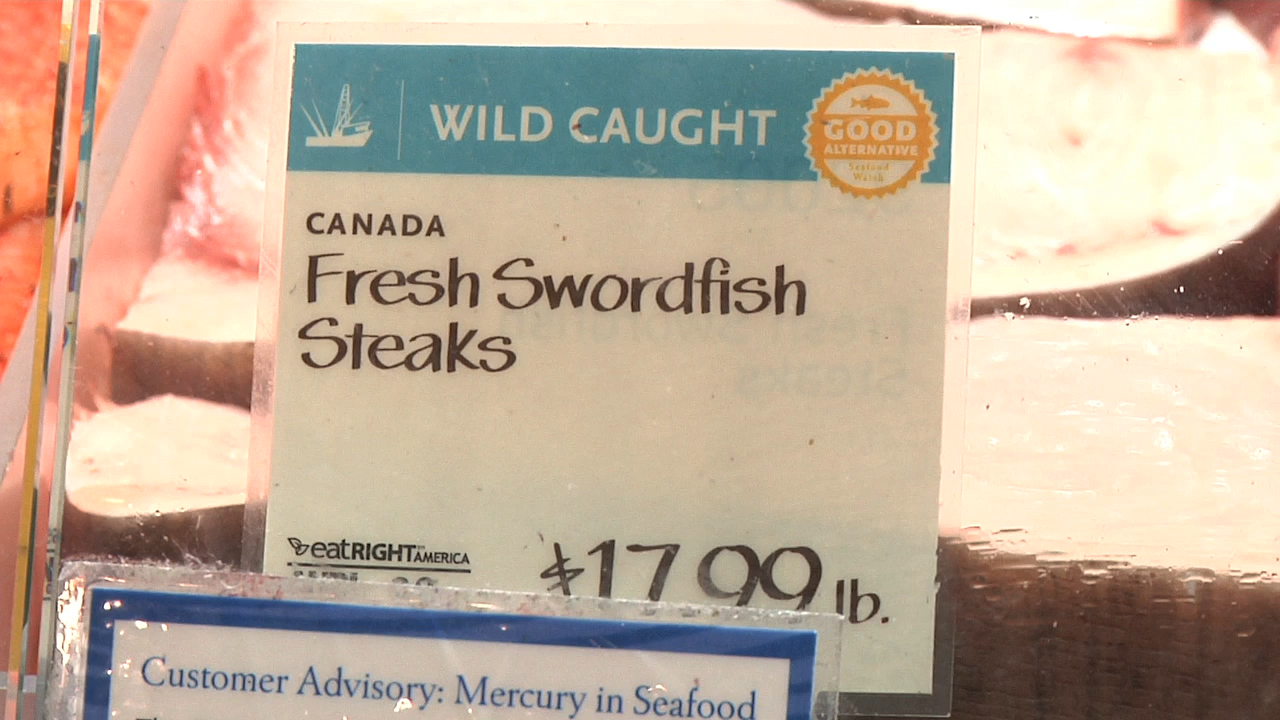 WILD CAUGHT
GOOD
ALTERNATIVE
Seafood
Watch
CANADA
Fresh Swordfish
Steaks
eatRIGHT AMERICA
$17.99 lb.
Customer Advisory: Mercury in Seafood